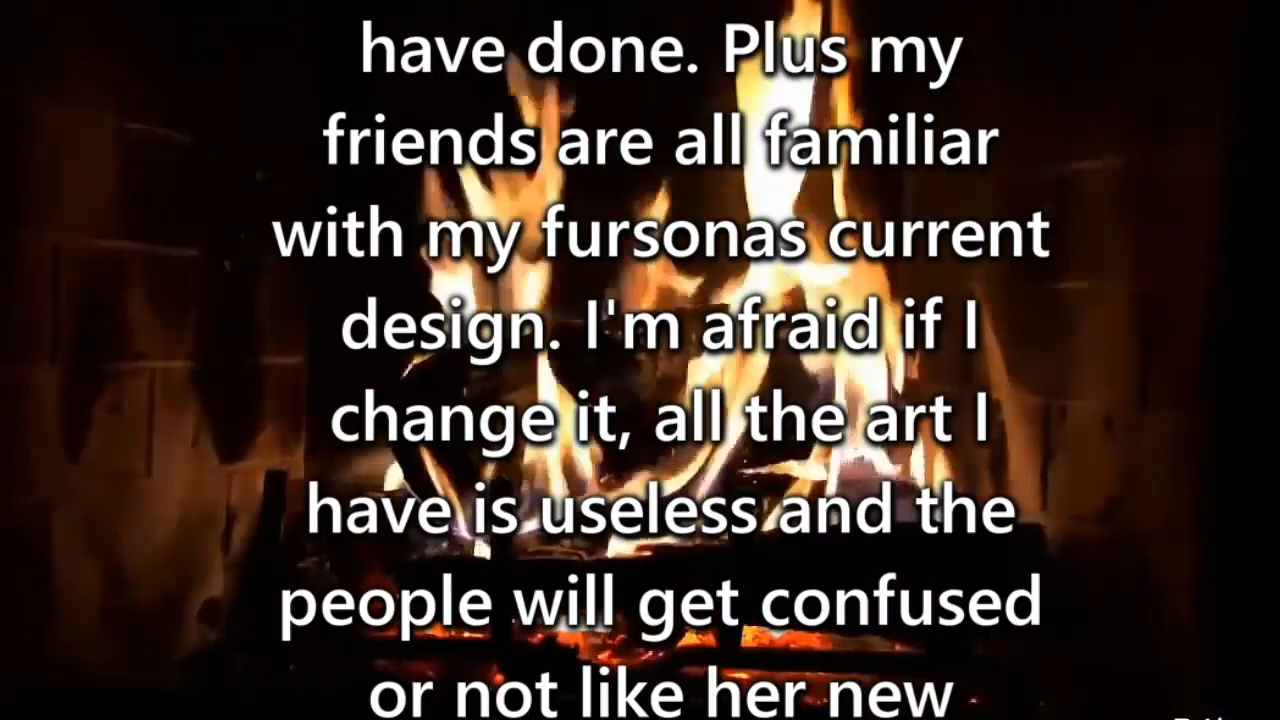 have done. Plus my
friends are all familiar
with my fursonas current
design. I'm afraid if I
change it, all the art I
have is useless and the
people will get confused
or not like her new